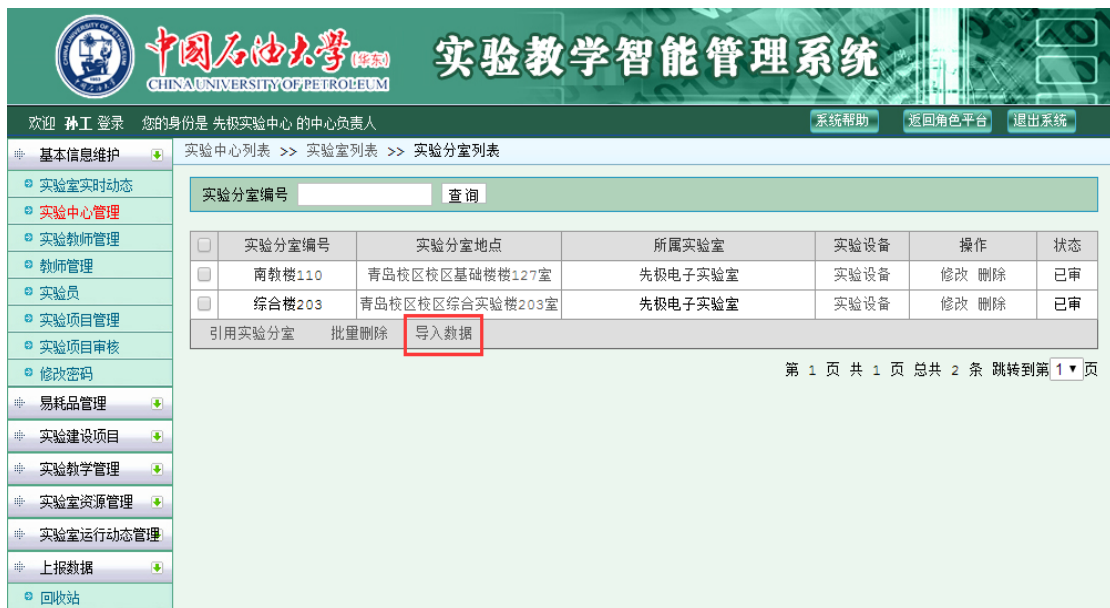 中国石油大学(华东) 实验教学智能管理系统
CHINA UNIVERSITY OF PETROLEUM
欢迎 孙工 登录 您的身份是 先极实验中心 的中心负责人 系统帮助 返回角色平台 退出系统
基本信息维护
实验中心列表 >> 实验室列表 >> 实验分室列表
实验室实时动态
实验中心管理
实验教师管理
教师管理
实验员
实验项目管理
实验项目审核
修改密码
易耗品管理
实验建设项目
实验教学管理
实验室资源管理
实验室运行动态管理
上报数据
回收站
实验分室编号 查询
实验分室编号 实验分室地点 所属实验室 实验设备 操作 状态
南教楼110 青岛校区校区基础楼楼127室 先极电子实验室 实验设备 修改 删除 已审
综合楼203 青岛校区校区综合实验楼203室 先极电子实验室 实验设备 修改 删除 已审
引用实验分室 批量删除 导入数据
第 1 页 共 1 页 总共 2 条 跳转到第 1 页